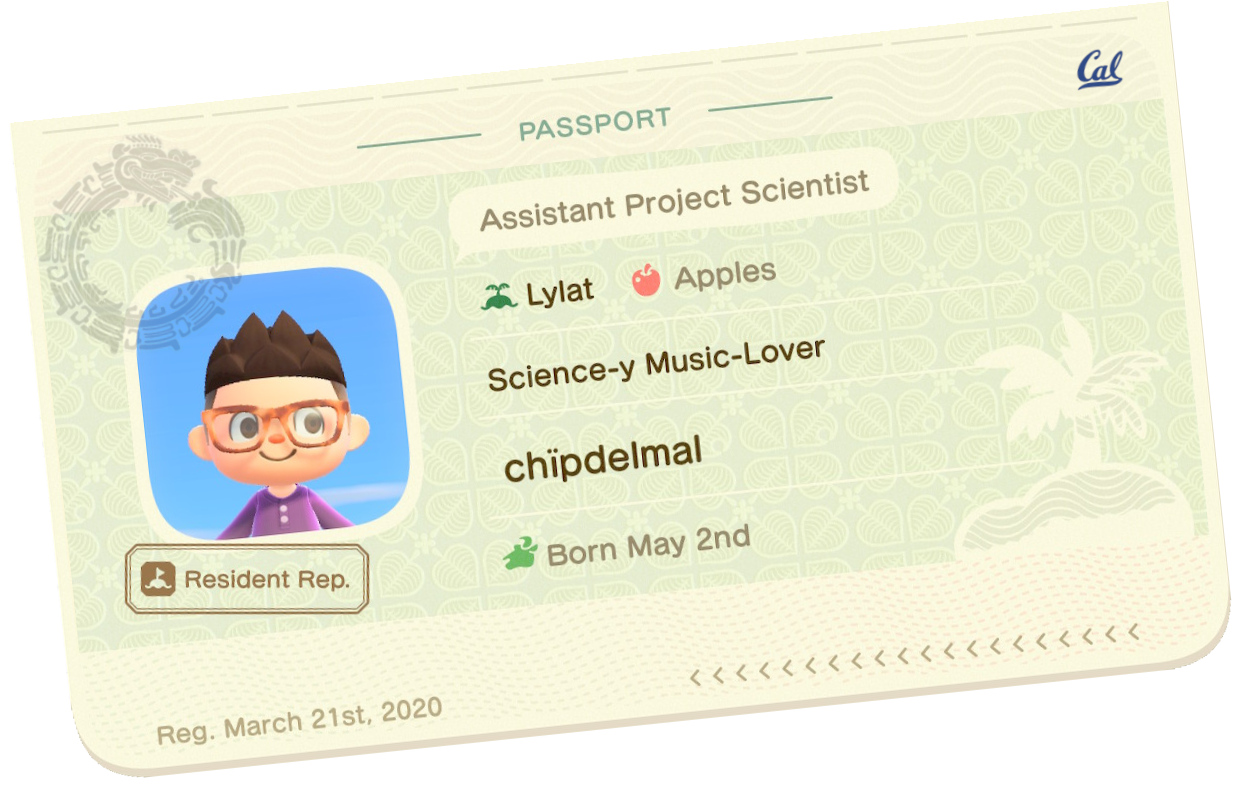 Cal
PASSPORT
Assistant Project Scientist
Lylat Apples
Science-y Music-Lover
chïpdelmal
Born May 2nd
Resident Rep.
‹ ‹ ‹ ‹ ‹ ‹ ‹ ‹ ‹ ‹ ‹ ‹ ‹ ‹ ‹ ‹ ‹ ‹ ‹ ‹
Reg. March 21st, 2020